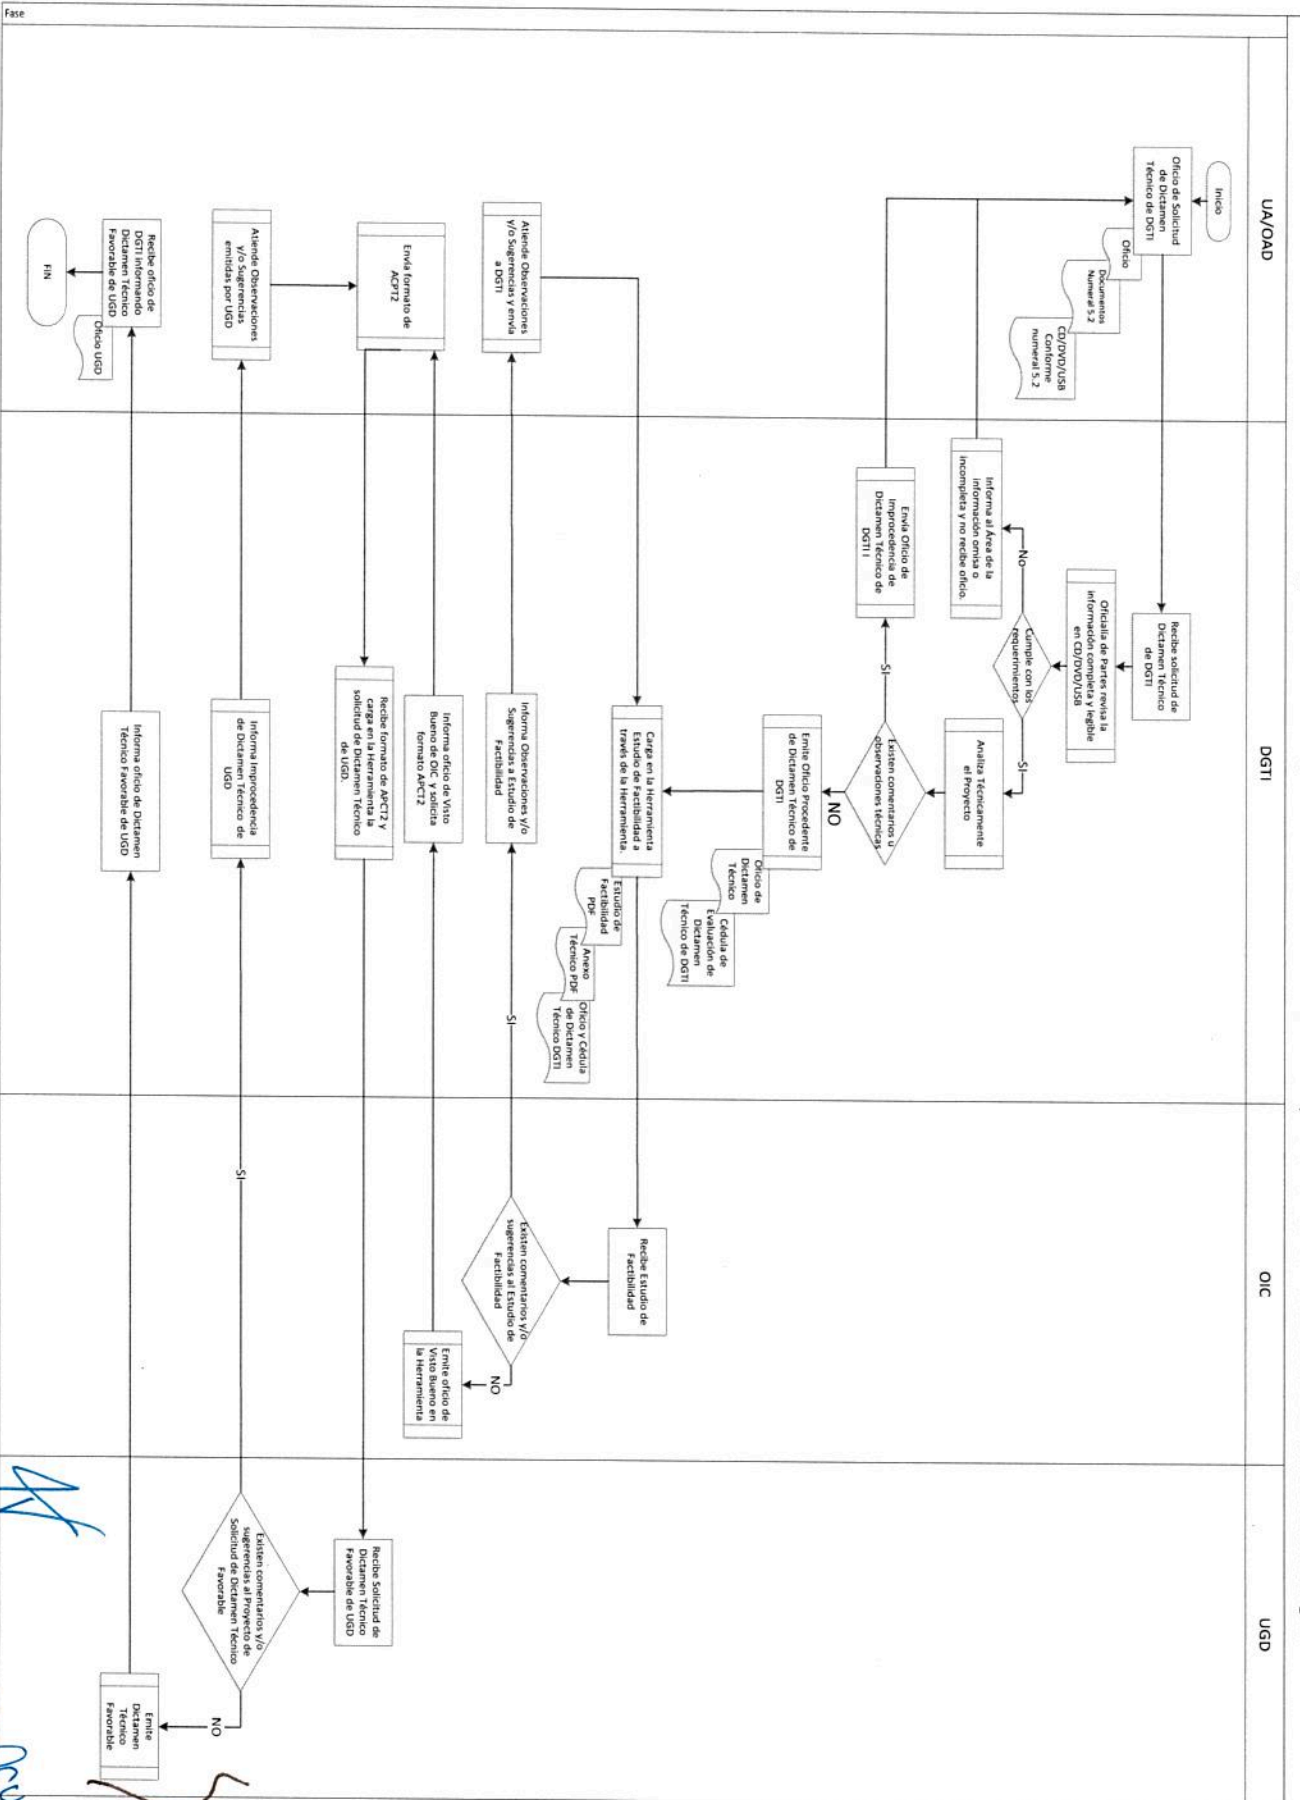 Fase
UA/OAD
DGTI
OIC
UGD
Inicio
Oficio de Solicitud
de Dictamen
Técnico de DGTI
Oficio
Documentos
Numeral 5.2
CD/DVD/USB
Conforme
numeral 5.2
Recibe solicitud de
Dictamen Técnico
de DGTI
Oficialía de Partes revisa la
información completa y legible
en CD/DVD/USB
Cumple con los
requerimientos
No
SI
Informa al Área de la
información omisa o
incompleta y no recibe oficio.
Analiza Técnicamente
el Proyecto
Existen comentarios u
observaciones técnicas
SI
NO
Envía Oficio de
Improcedencia de
Dictamen Técnico de
DGTI I
Emite Oficio Procedente
de Dictamen Técnico de
DGTI
Oficio de
Dictamen
Técnico
Cédula de
Evaluación de
Dictamen
Técnico de DGTI
Carga en la Herramienta
Estudio de Factibilidad a
través de la Herramienta.
Estudio de
Factibilidad
PDF
Anexo
Técnico PDF
Oficio y Cédula
de Dictamen
Técnico DGTI
Recibe Estudio de
Factibilidad
Existen comentarios y/o
sugerencias al Estudio de
Factibilidad
SI
NO
Informa Observaciones y/o
Sugerencias a Estudio de
Factibilidad
Atiende Observaciones
y/o Sugerencias y envía
a DGTI
Emite oficio de
Visto Bueno en
la Herramienta
Informa oficio de Visto
Bueno de OIC y solicita
formato APCT2
Envía formato de
ACPT2
Recibe formato de APCT2 y
carga en la Herramienta la
solicitud de Dictamen Técnico
de UGD.
Recibe Solicitud de
Dictamen Técnico
Favorable de UGD
Existen comentarios y/o
sugerencias al Proyecto de
Solicitud de Dictamen Técnico
Favorable
SI
NO
Informa Improcedencia
de Dictamen Técnico de
UGD
Atiende Observaciones
y/o Sugerencias
emitidas por UGD
Emite
Dictamen
Técnico
Favorable
Informa oficio de Dictamen
Técnico Favorable de UGD
Recibe oficio de
DGTI informando
Dictamen Técnico
Favorable de UGD
Oficio UGD
FIN